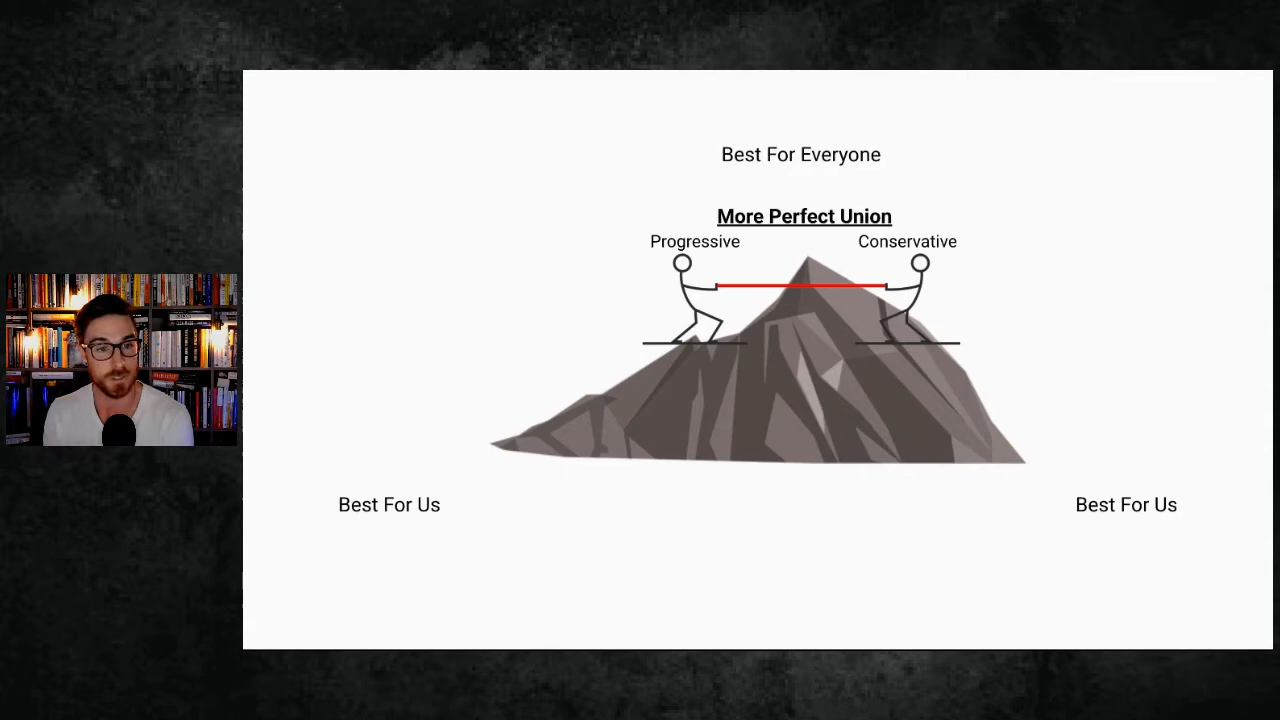 Best For Everyone
More Perfect Union
Progressive
Conservative
Best For Us
Best For Us